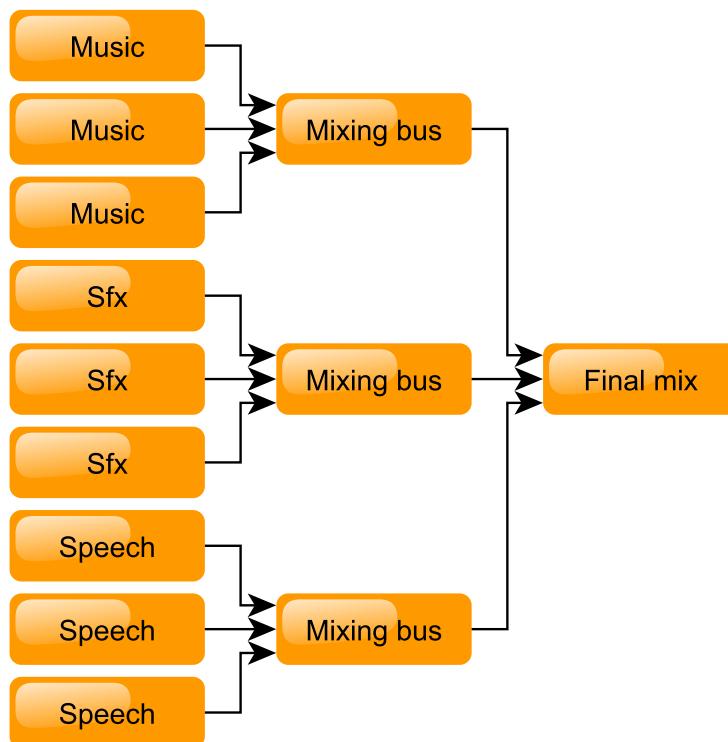 Music
Music
Mixing bus
Music
Sfx
Sfx
Mixing bus
Final mix
Sfx
Speech
Speech
Mixing bus
Speech